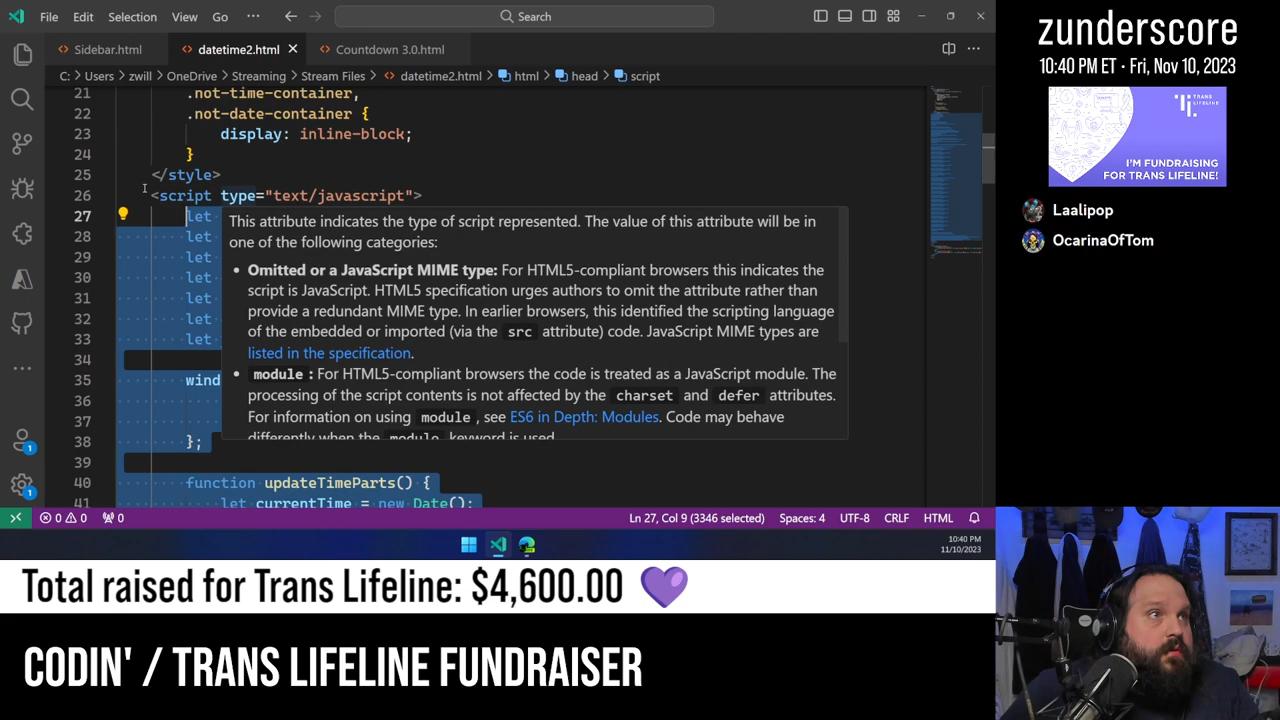 File Edit Selection View Go ··· Search
Sidebar.html datetime2.html Countdown 3.0.html
C: > Users > zwill > OneDrive > Streaming > Stream Files > datetime2.html > html > head > script
21 .not-time-container,
22 .not-date-container {
23 display: inline-block;
24 }
25 </style>
26 <script type="text/javascript">
27 let
28 let
29 let
30 let
31 let
32 let
33 let
34
35 wind
36
37
38 };
39
40 function updateTimeParts() {
41 let currentTime = new Date();
This attribute indicates the type of script represented. The value of this attribute will be in
one of the following categories:
• Omitted or a JavaScript MIME type: For HTML5-compliant browsers this indicates the
script is JavaScript. HTML5 specification urges authors to omit the attribute rather than
provide a redundant MIME type. In earlier browsers, this identified the scripting language
of the embedded or imported (via the src attribute) code. JavaScript MIME types are
listed in the specification.
• module : For HTML5-compliant browsers the code is treated as a JavaScript module. The
processing of the script contents is not affected by the charset and defer attributes.
For information on using module, see ES6 in Depth: Modules. Code may behave
differently when the module keyword is used.
1
1
0 0 0 Ln 27, Col 9 (3346 selected) Spaces: 4 UTF-8 CRLF HTML
10:40 PM
11/10/2023
Total raised for Trans Lifeline: $4,600.00 💜
CODIN' / TRANS LIFELINE FUNDRAISER
zunderscore
10:40 PM ET • Fri, Nov 10, 2023
TRANS
LIFELINE
I'M FUNDRAISING
FOR TRANS LIFELINE!
Laalipop
OcarinaOfTom